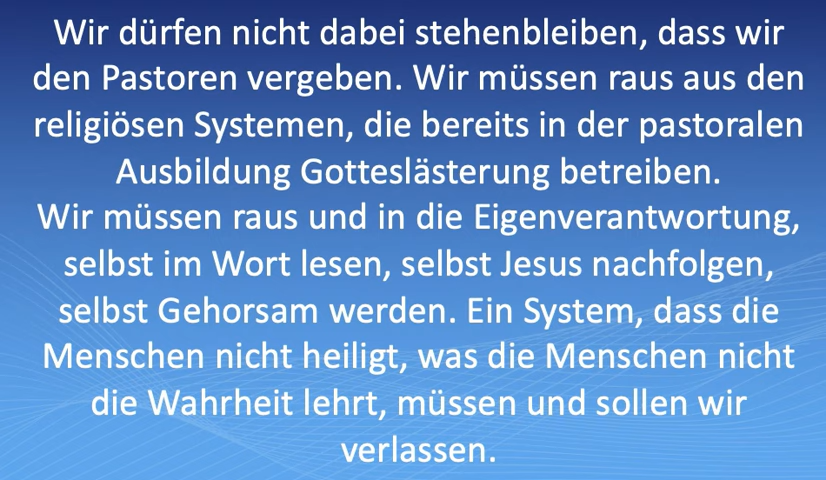 Wir dürfen nicht dabei stehenbleiben, dass wir
den Pastoren vergeben. Wir müssen raus aus den
religiösen Systemen, die bereits in der pastoralen
Ausbildung Gotteslästerung betreiben.
Wir müssen raus und in die Eigenverantwortung,
selbst im Wort lesen, selbst Jesus nachfolgen,
selbst Gehorsam werden. Ein System, dass die
Menschen nicht heiligt, was die Menschen nicht
die Wahrheit lehrt, müssen und sollen wir
verlassen.